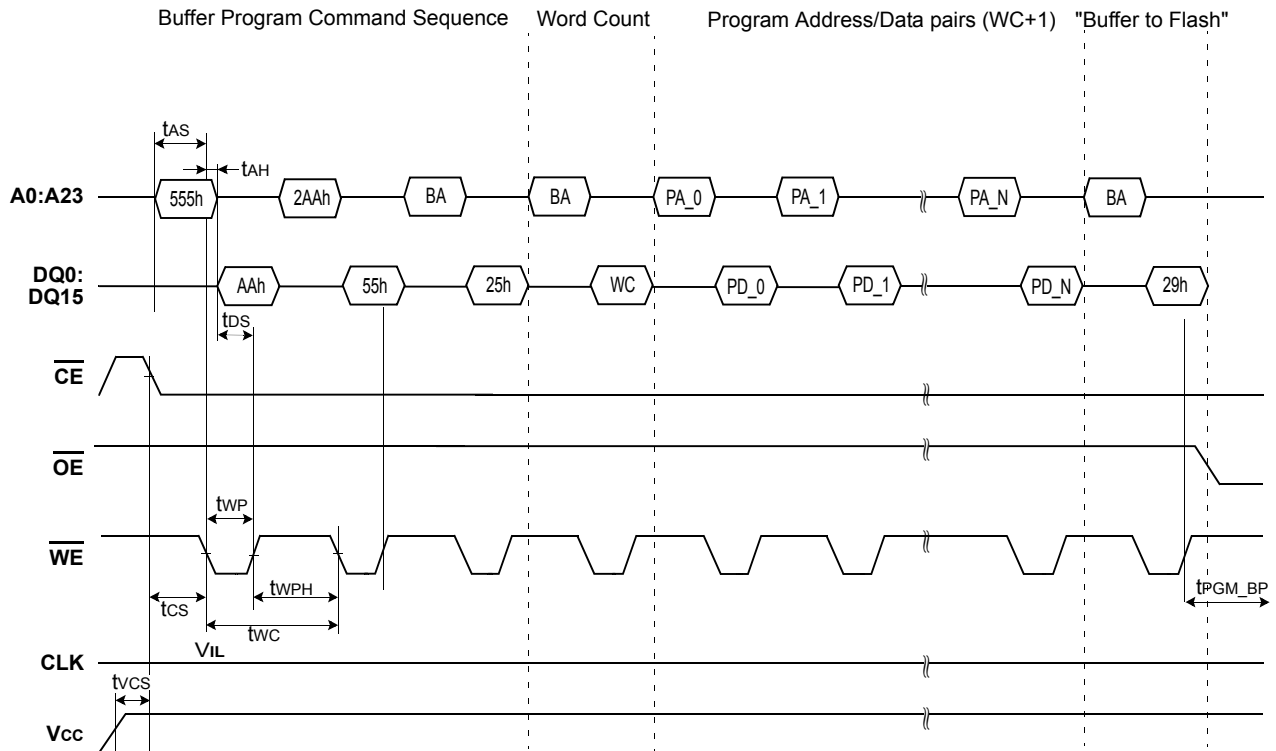 Buffer Program Command Sequence Word Count Program Address/Data pairs (WC+1) "Buffer to Flash"
tAS
tAH
A0:A23 555h 2AAh BA BA PA_0 PA_1 PA_N BA
DQ0:
DQ15 AAh 55h 25h WC PD_0 PD_1 PD_N 29h
tDS
CE
OE
tWP
WE
tWPH
tPGM_BP
tCS
tWC
VIL
CLK
tVCS
Vcc